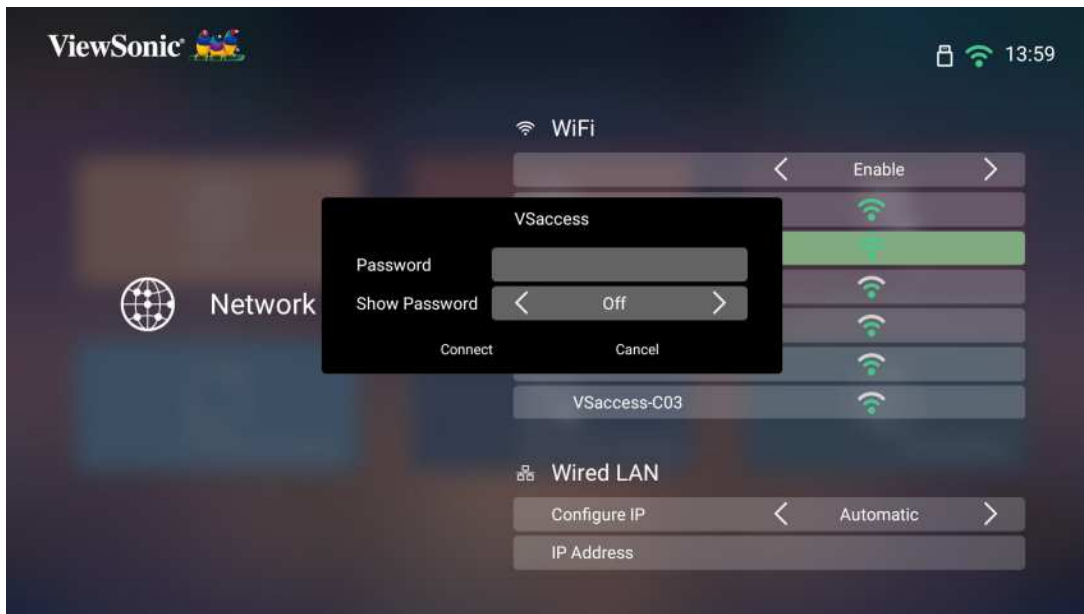 ViewSonic
13:59
WiFi
Enable
VSaccess
Password
Network
Show Password Off
Connect Cancel
VSaccess-C03
Wired LAN
Configure IP Automatic
IP Address